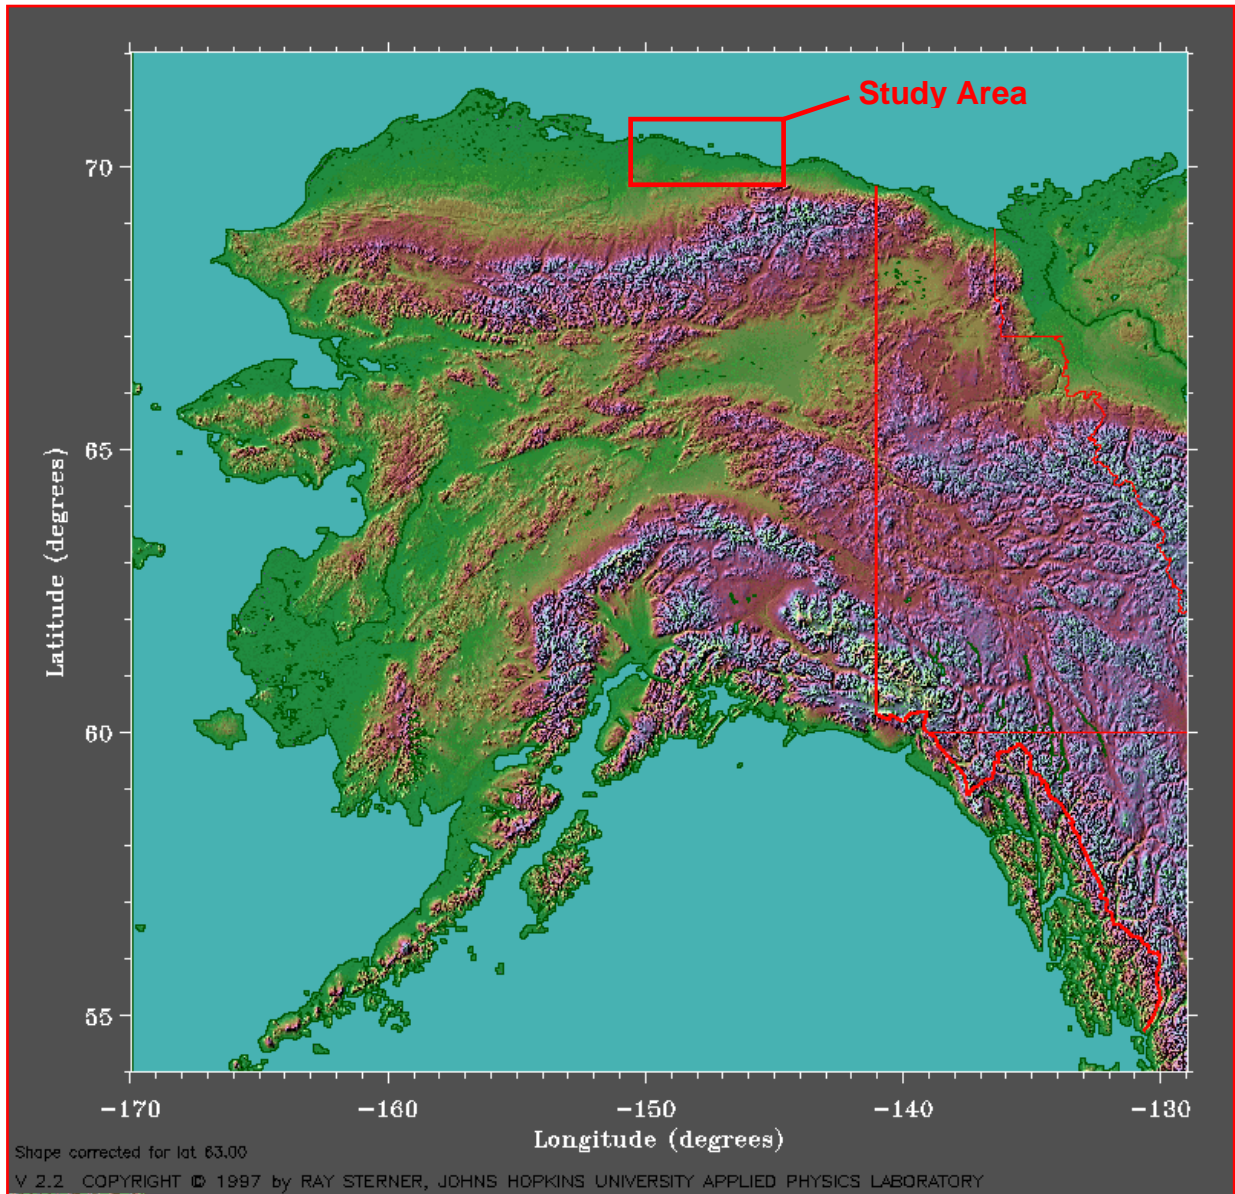 Study Area
70
65
60
55
Latitude (degrees)
-170
-160
-150
-140
-130
Longitude (degrees)
Shape corrected for lat 63.00
V 2.2 COPYRIGHT © 1997 by RAY STERNER, JOHNS HOPKINS UNIVERSITY APPLIED PHYSICS LABORATORY